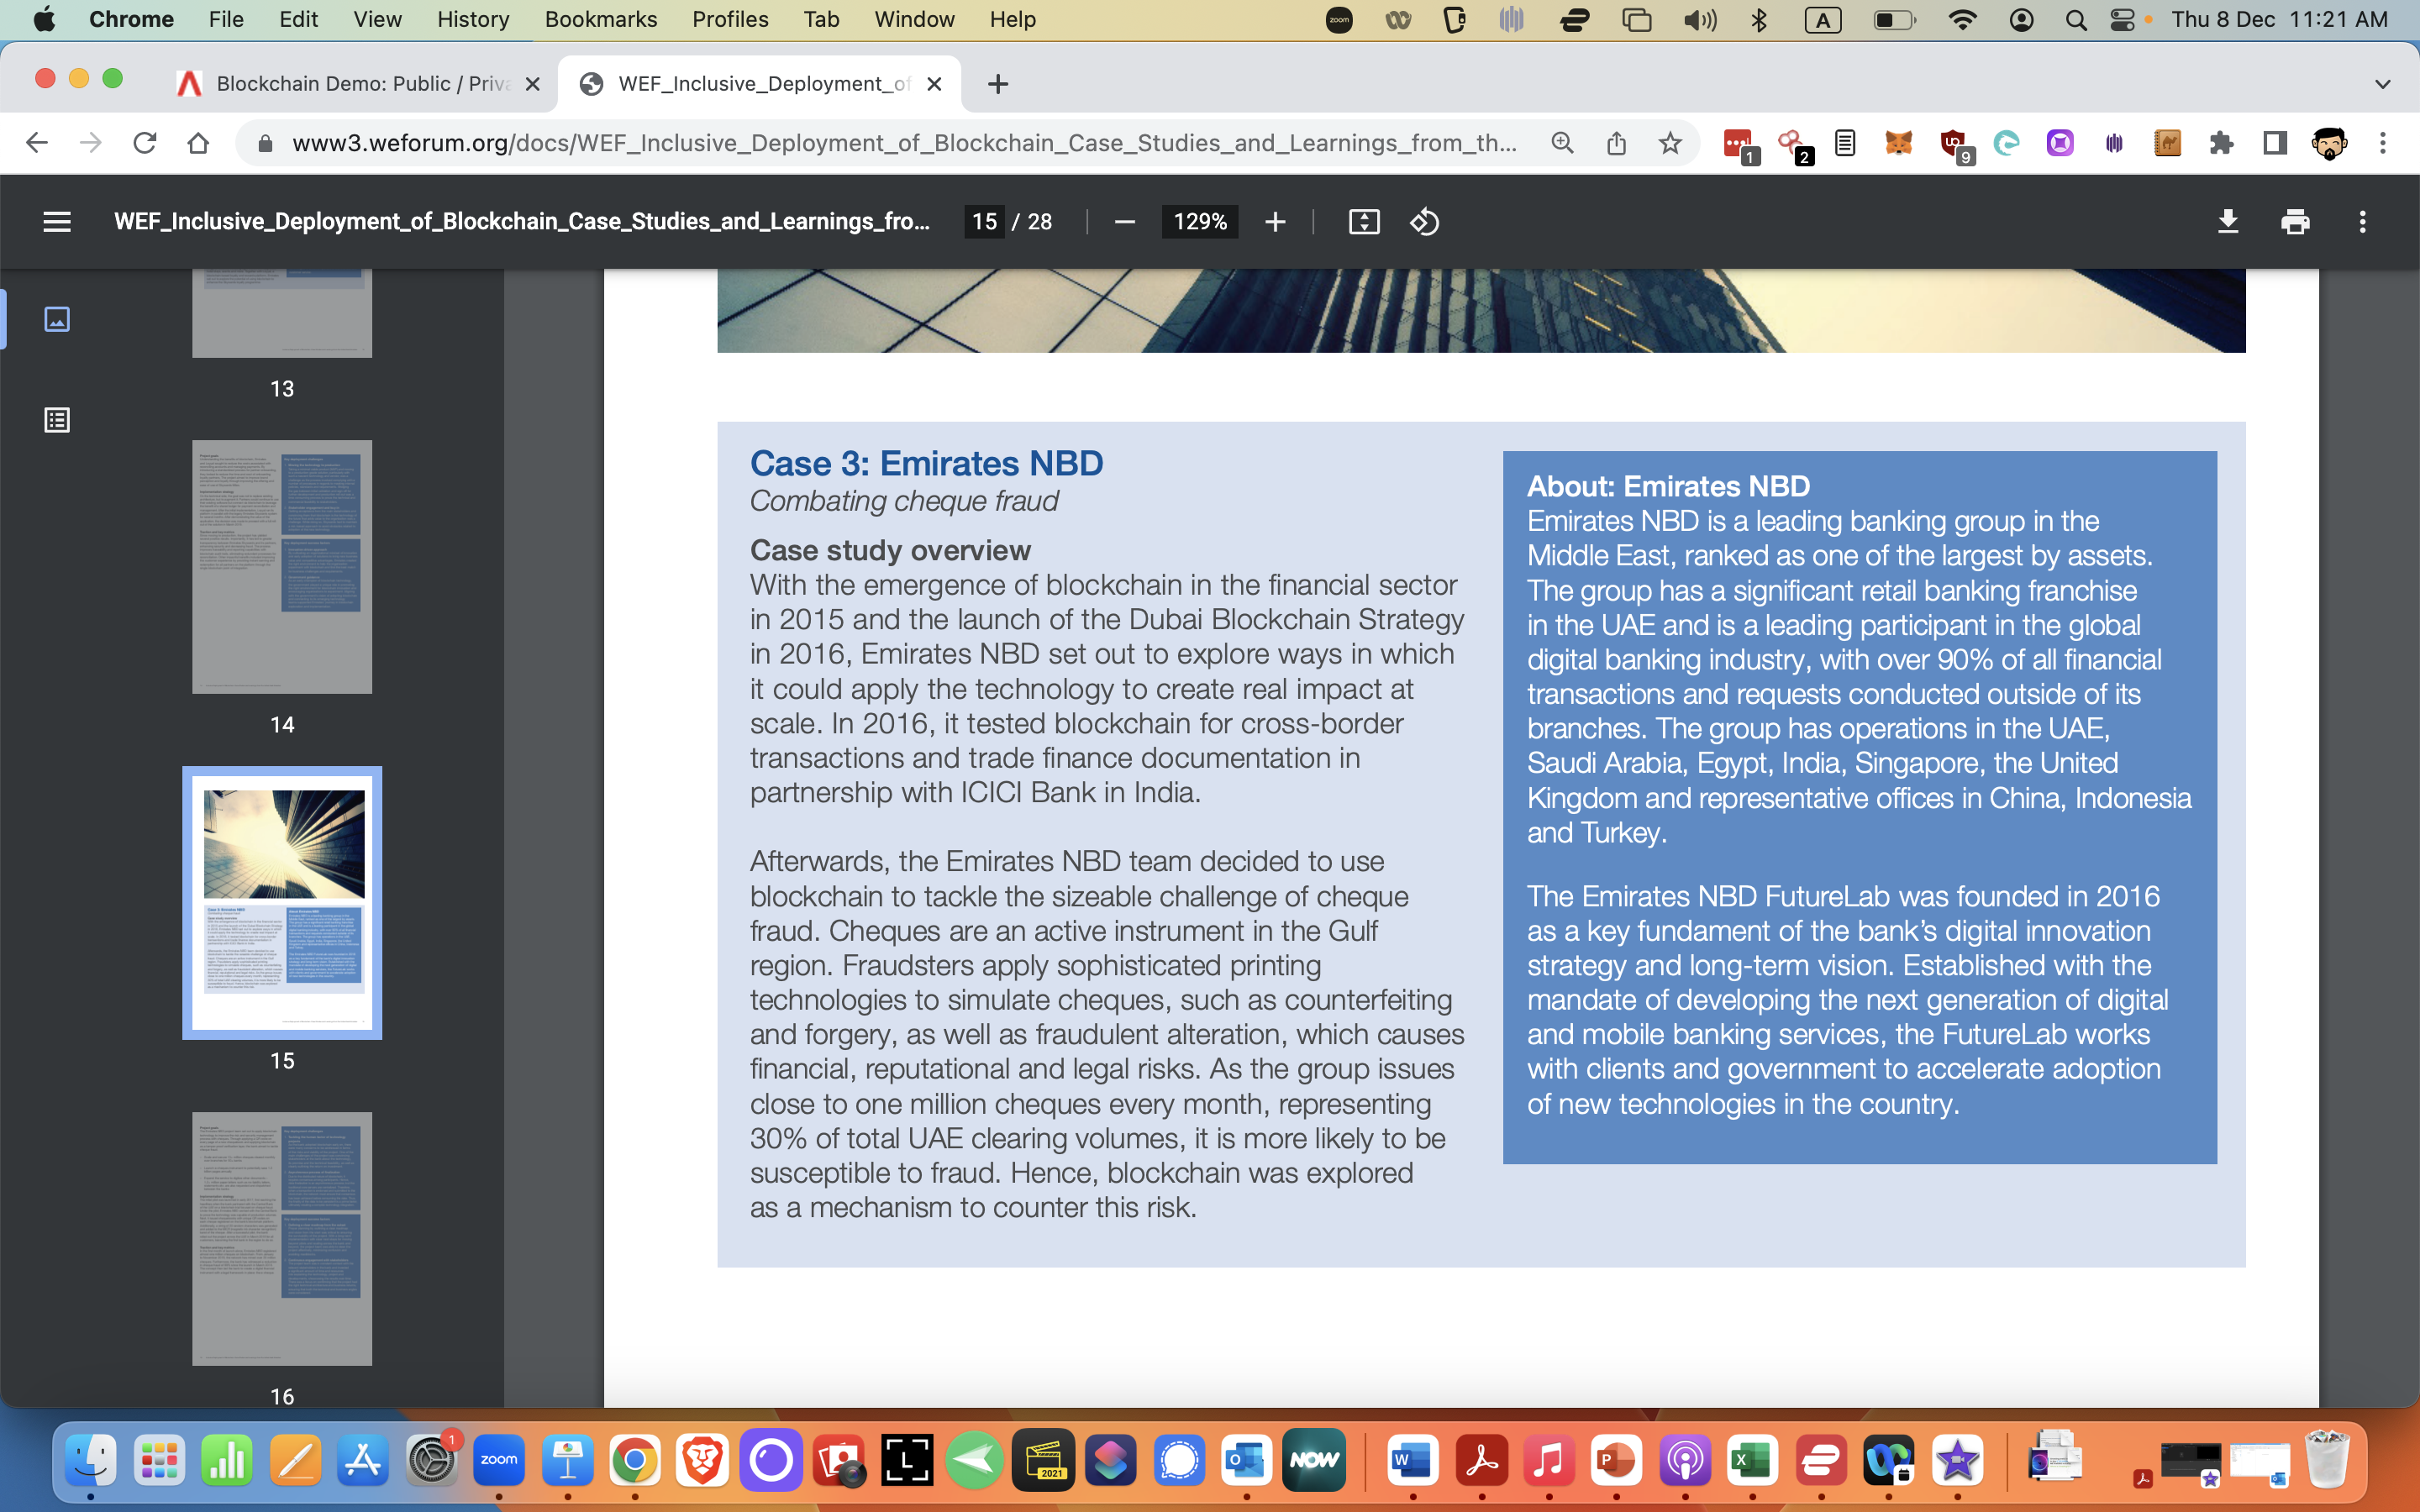 Chrome File Edit View History Bookmarks Profiles Tab Window Help
zoom
A
Thu 8 Dec 11:21 AM
Blockchain Demo: Public / Priva
WEF_Inclusive_Deployment_of
www3.weforum.org/docs/WEF_Inclusive_Deployment_of_Blockchain_Case_Studies_and_Learnings_from_th...
1
2
9
WEF_Inclusive_Deployment_of_Blockchain_Case_Studies_and_Learnings_fro...
15 / 28
129%
13
14
15
16
Case 3: Emirates NBD
Combating cheque fraud
Case study overview
With the emergence of blockchain in the financial sector
in 2015 and the launch of the Dubai Blockchain Strategy
in 2016, Emirates NBD set out to explore ways in which
it could apply the technology to create real impact at
scale. In 2016, it tested blockchain for cross-border
transactions and trade finance documentation in
partnership with ICICI Bank in India.
Afterwards, the Emirates NBD team decided to use
blockchain to tackle the sizeable challenge of cheque
fraud. Cheques are an active instrument in the Gulf
region. Fraudsters apply sophisticated printing
technologies to simulate cheques, such as counterfeiting
and forgery, as well as fraudulent alteration, which causes
financial, reputational and legal risks. As the group issues
close to one million cheques every month, representing
30% of total UAE clearing volumes, it is more likely to be
susceptible to fraud. Hence, blockchain was explored
as a mechanism to counter this risk.
About: Emirates NBD
Emirates NBD is a leading banking group in the
Middle East, ranked as one of the largest by assets.
The group has a significant retail banking franchise
in the UAE and is a leading participant in the global
digital banking industry, with over 90% of all financial
transactions and requests conducted outside of its
branches. The group has operations in the UAE,
Saudi Arabia, Egypt, India, Singapore, the United
Kingdom and representative offices in China, Indonesia
and Turkey.
The Emirates NBD FutureLab was founded in 2016
as a key fundament of the bank’s digital innovation
strategy and long-term vision. Established with the
mandate of developing the next generation of digital
and mobile banking services, the FutureLab works
with clients and government to accelerate adoption
of new technologies in the country.
1
zoom
L
2021
O
NOW
W
P
X